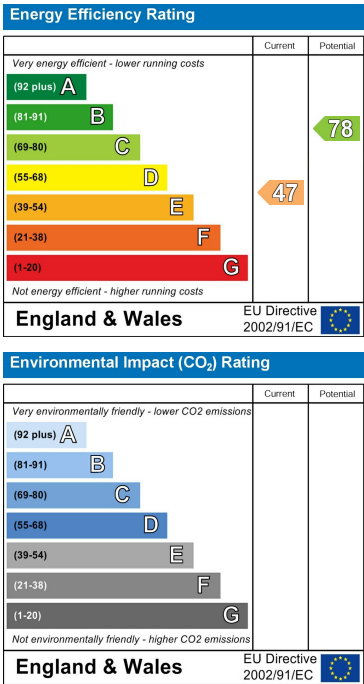 Energy Efficiency Rating
Current Potential
Very energy efficient - lower running costs
(92 plus) A
(81-91) B
(69-80) C
(55-68) D
(39-54) E
(21-38) F
(1-20) G
78
47
Not energy efficient - higher running costs
England & Wales
EU Directive
2002/91/EC
Environmental Impact (CO₂) Rating
Current Potential
Very environmentally friendly - lower CO2 emissions
(92 plus) A
(81-91) B
(69-80) C
(55-68) D
(39-54) E
(21-38) F
(1-20) G
Not environmentally friendly - higher CO2 emissions
England & Wales
EU Directive
2002/91/EC